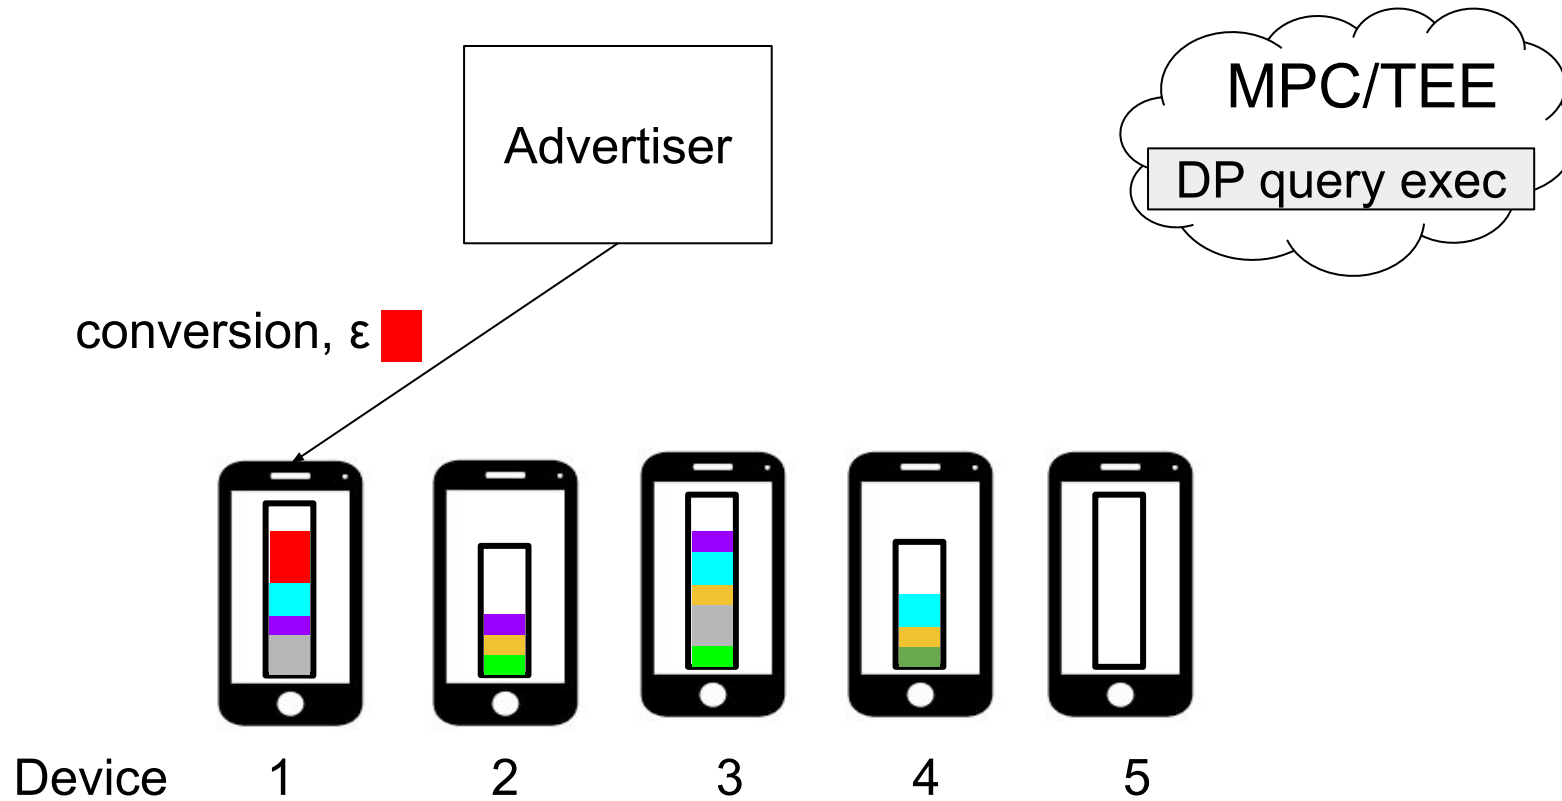 Advertiser
MPC/TEE
DP query exec
conversion, ε
Device 1 2 3 4 5